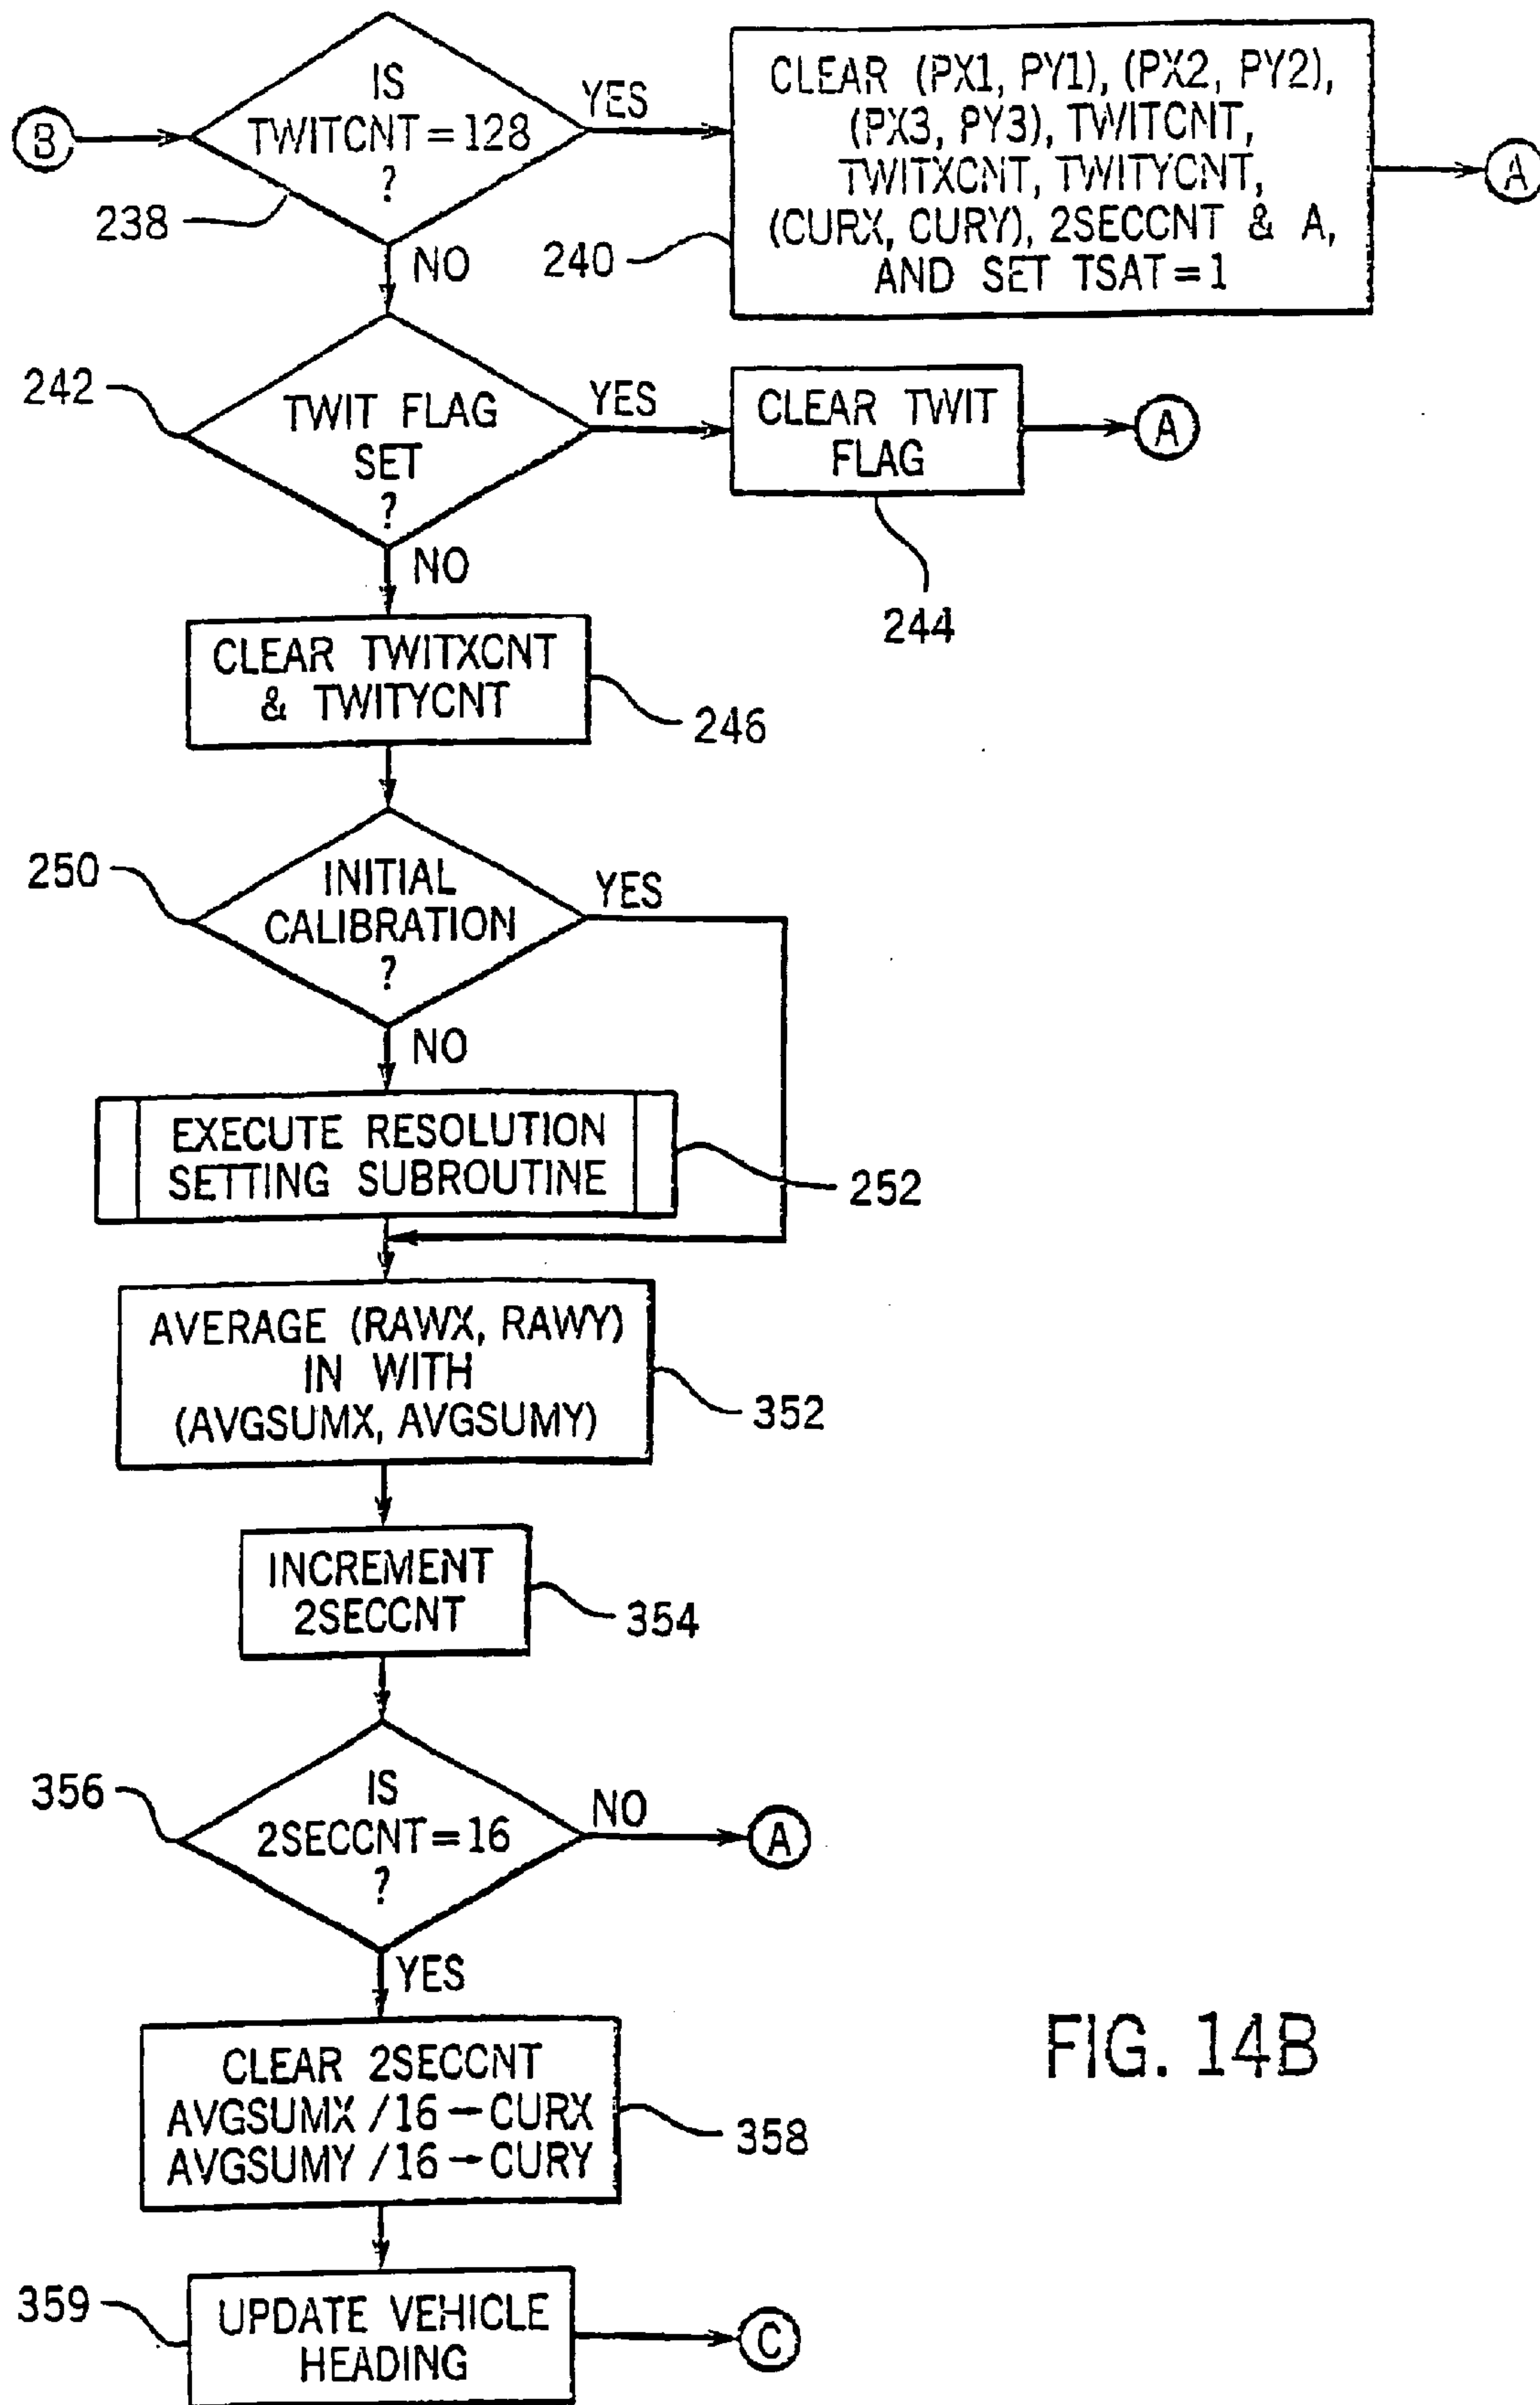 B
IS
TWITCNT=128
?
YES
CLEAR (PX1, PY1), (PX2, PY2),
(PX3, PY3), TWITCNT,
TWITXCNT, TWITYCNT,
(CURX, CURY), 2SECCNT & A,
AND SET TSAT=1
A
238
NO
240
242
TWIT FLAG
SET
?
YES
CLEAR TWIT
FLAG
A
NO
244
CLEAR TWITXCNT
& TWITYCNT
246
250
INITIAL
CALIBRATION
?
YES
NO
EXECUTE RESOLUTION
SETTING SUBROUTINE
252
AVERAGE (RAWX, RAWY)
IN WITH
(AVGSUMX, AVGSUMY)
352
INCREMENT
2SECCNT
354
356
IS
2SECCNT=16
?
NO
A
YES
CLEAR 2SECCNT
AVGSUMX /16→CURX
AVGSUMY /16→CURY
358
FIG. 14B
359
UPDATE VEHICLE
HEADING
C